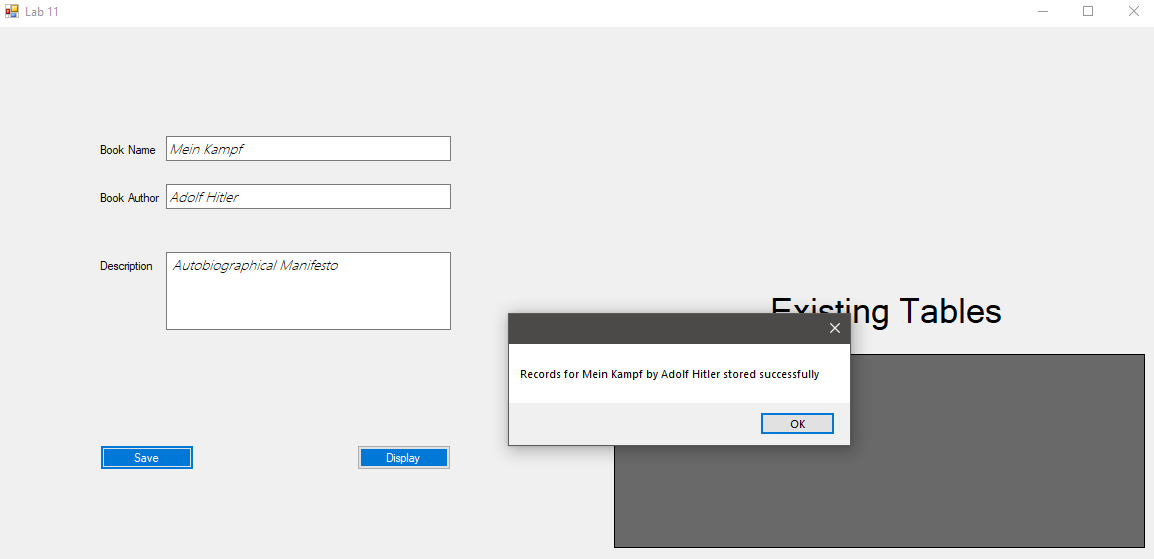 Lab 11
Book Name Mein Kampf
Book Author Adolf Hitler
Description Autobiographical Manifesto
Existing Tables
Records for Mein Kampf by Adolf Hitler stored successfully
OK
Save Display